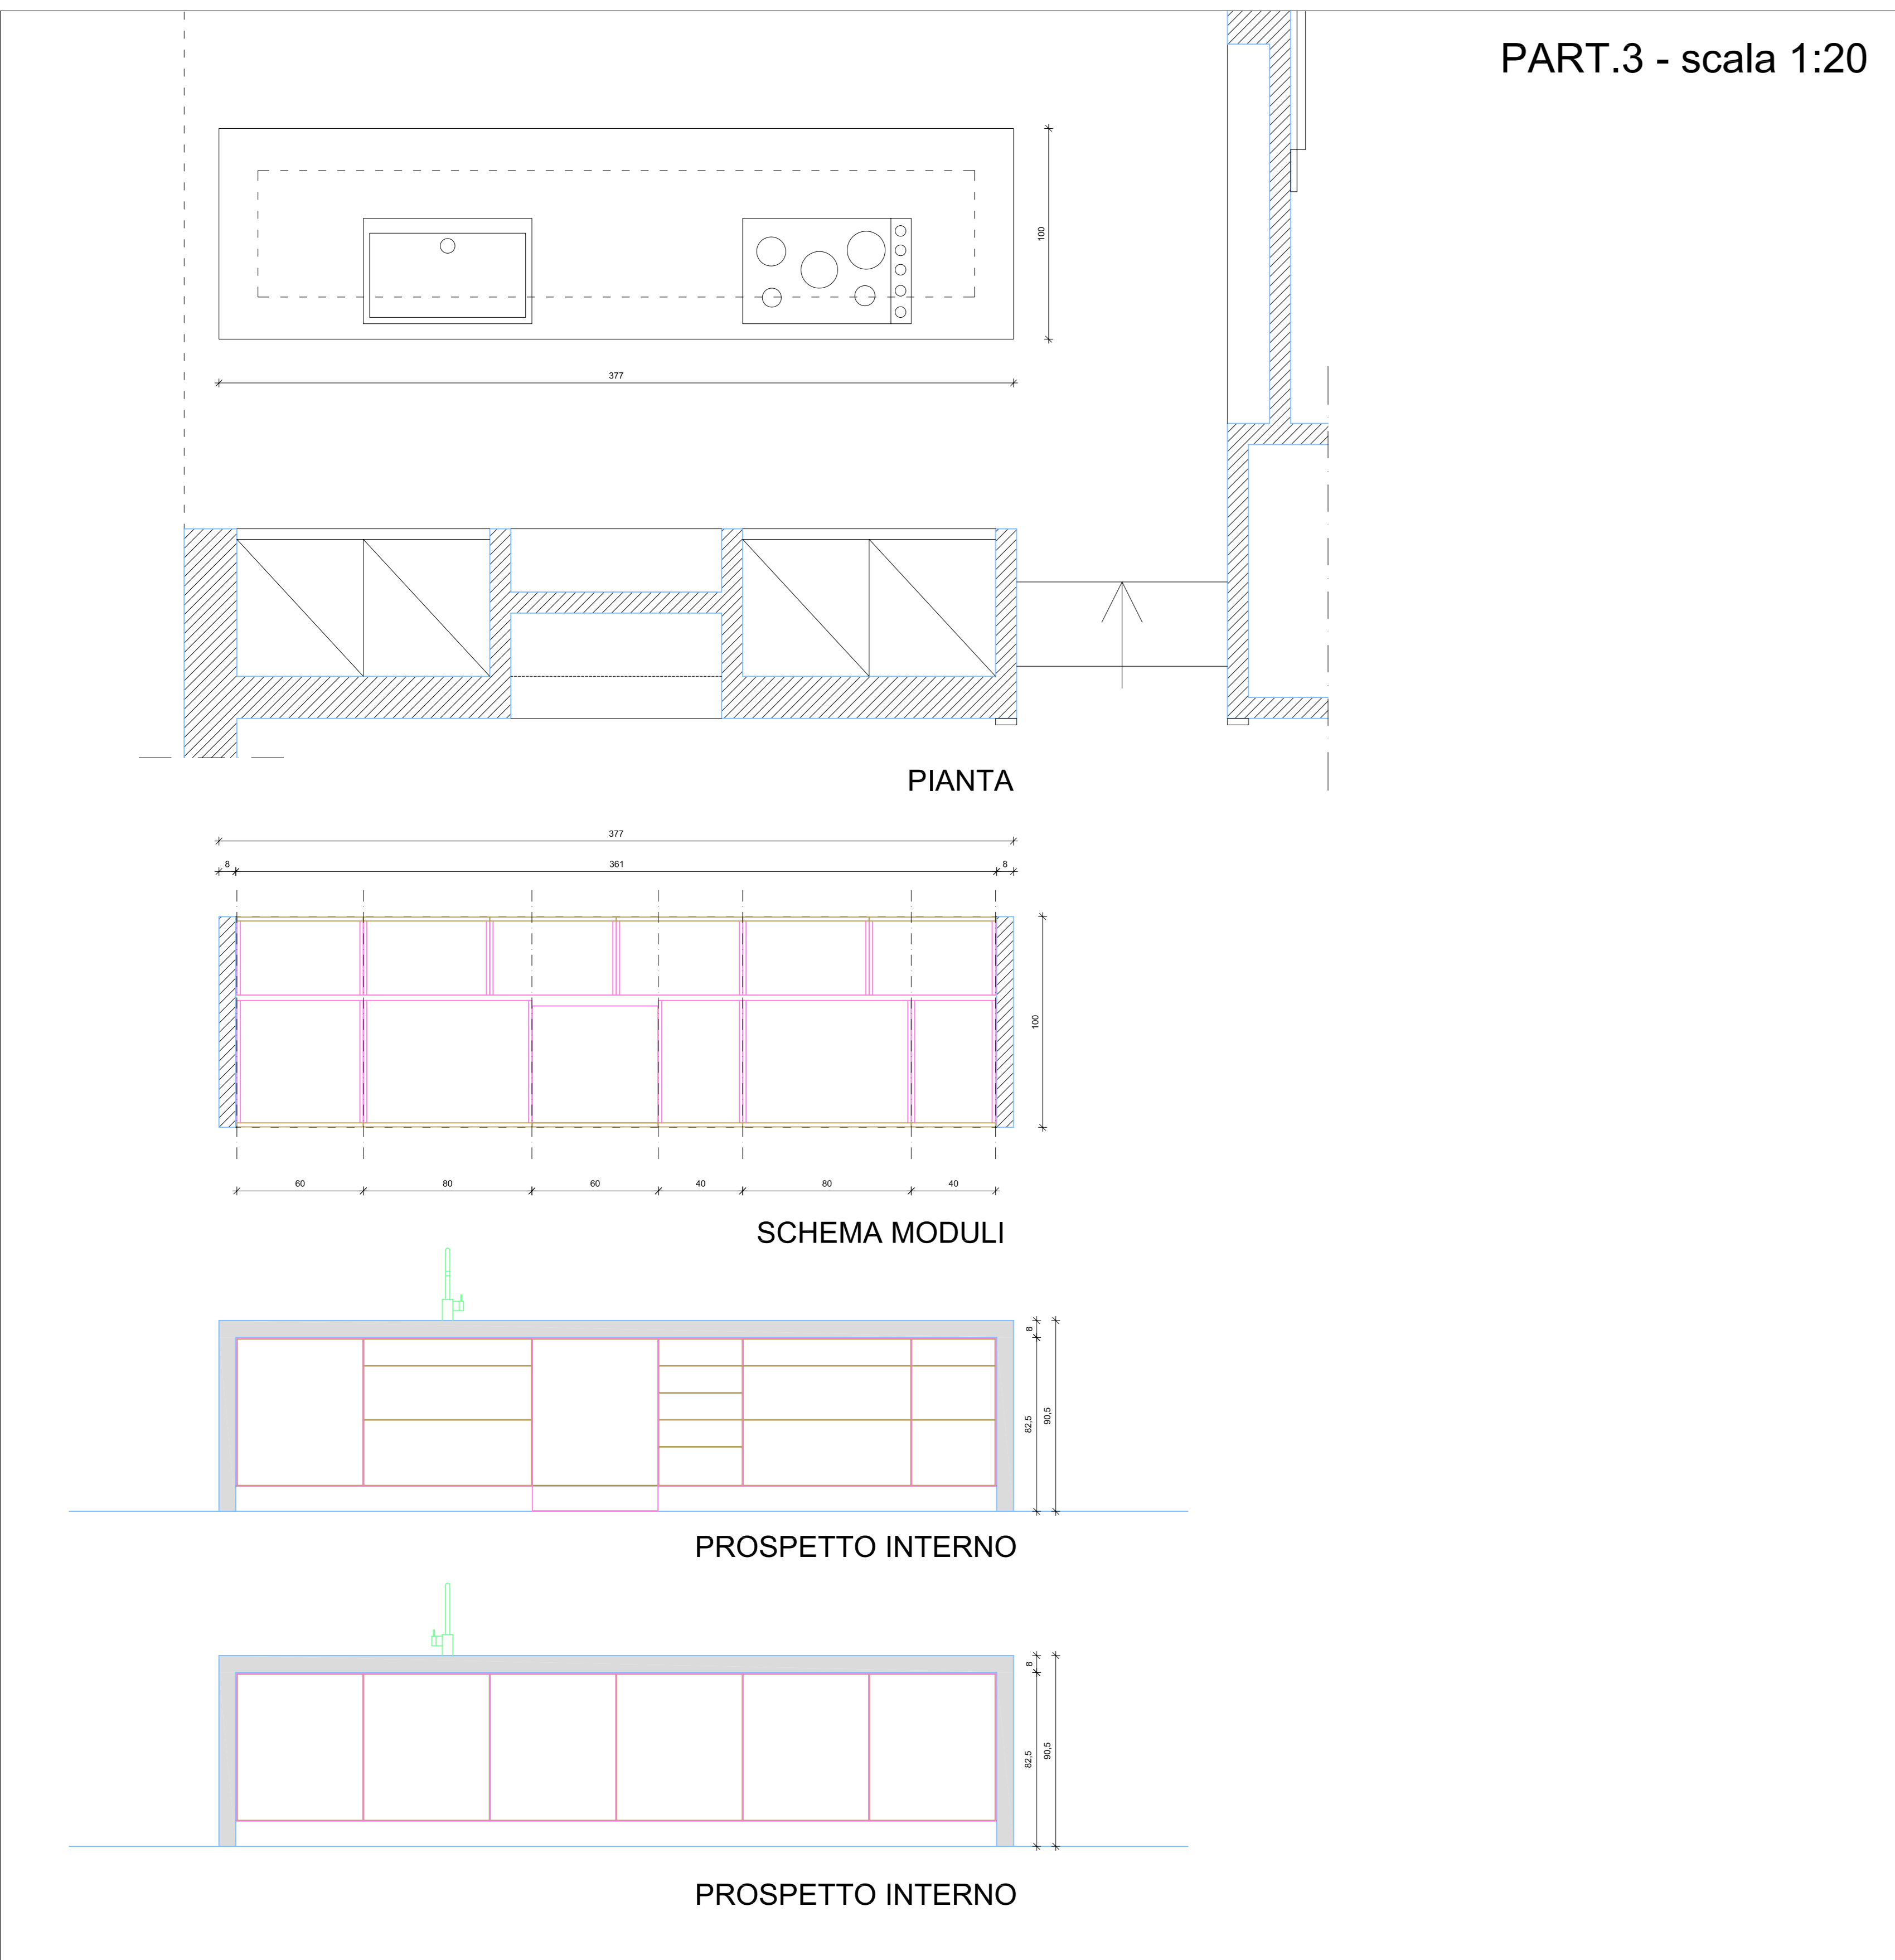 PART.3 - scala 1:20
100
377
PIANTA
377
8 361 8
100
60 80 60 40 80 40
SCHEMA MODULI
8
82,5
90,5
PROSPETTO INTERNO
8
82,5
90,5
PROSPETTO INTERNO